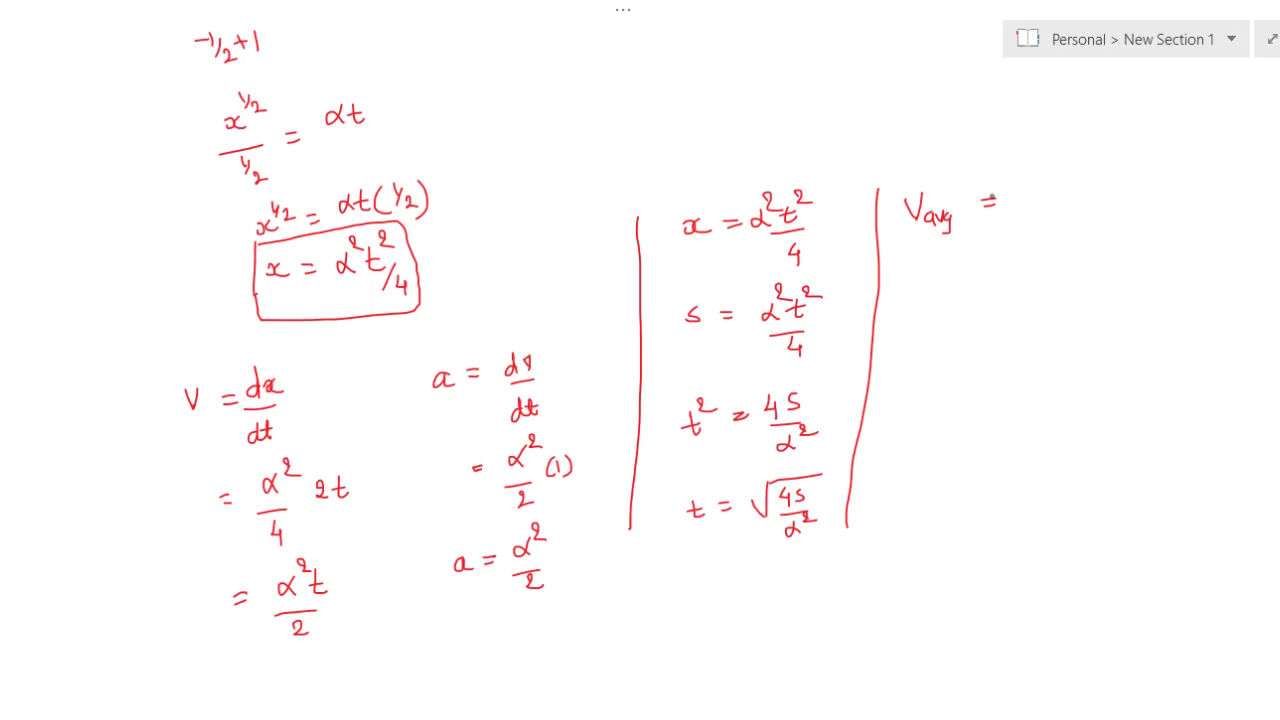 ...
Personal > New Section 1
-1/2+1
x^1/2 / 1/2 = αt
x^1/2 = αt(1/2)
x = α²t²/4
V = dx/dt
= α²/4 2t
= α²t/2
a = dv/dt
= α²/2 (1)
a = α²/2
x = α²t²/4
s = α²t²/4
t² = 4s/α²
t = √4s/α²
Vavg =